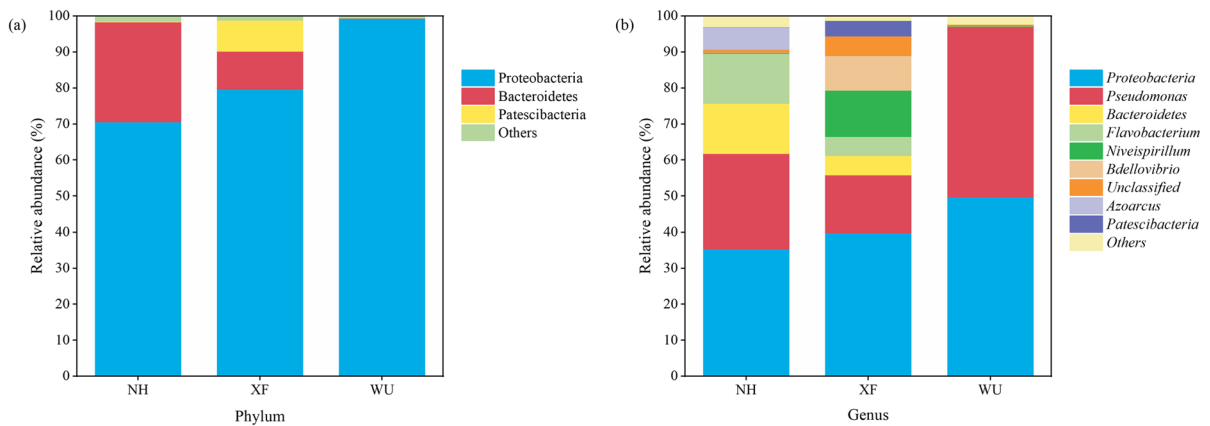 (a)
Relative abundance (%)
100
90
80
70
60
50
40
30
20
10
0
NH XF WU
Phylum
Proteobacteria
Bacteroidetes
Patescibacteria
Others
(b)
Relative abundance (%)
100
90
80
70
60
50
40
30
20
10
0
NH XF WU
Genus
Proteobacteria
Pseudomonas
Bacteroidetes
Flavobacterium
Niveispirillum
Bdellovibrio
Unclassified
Azoarcus
Patescibacteria
Others